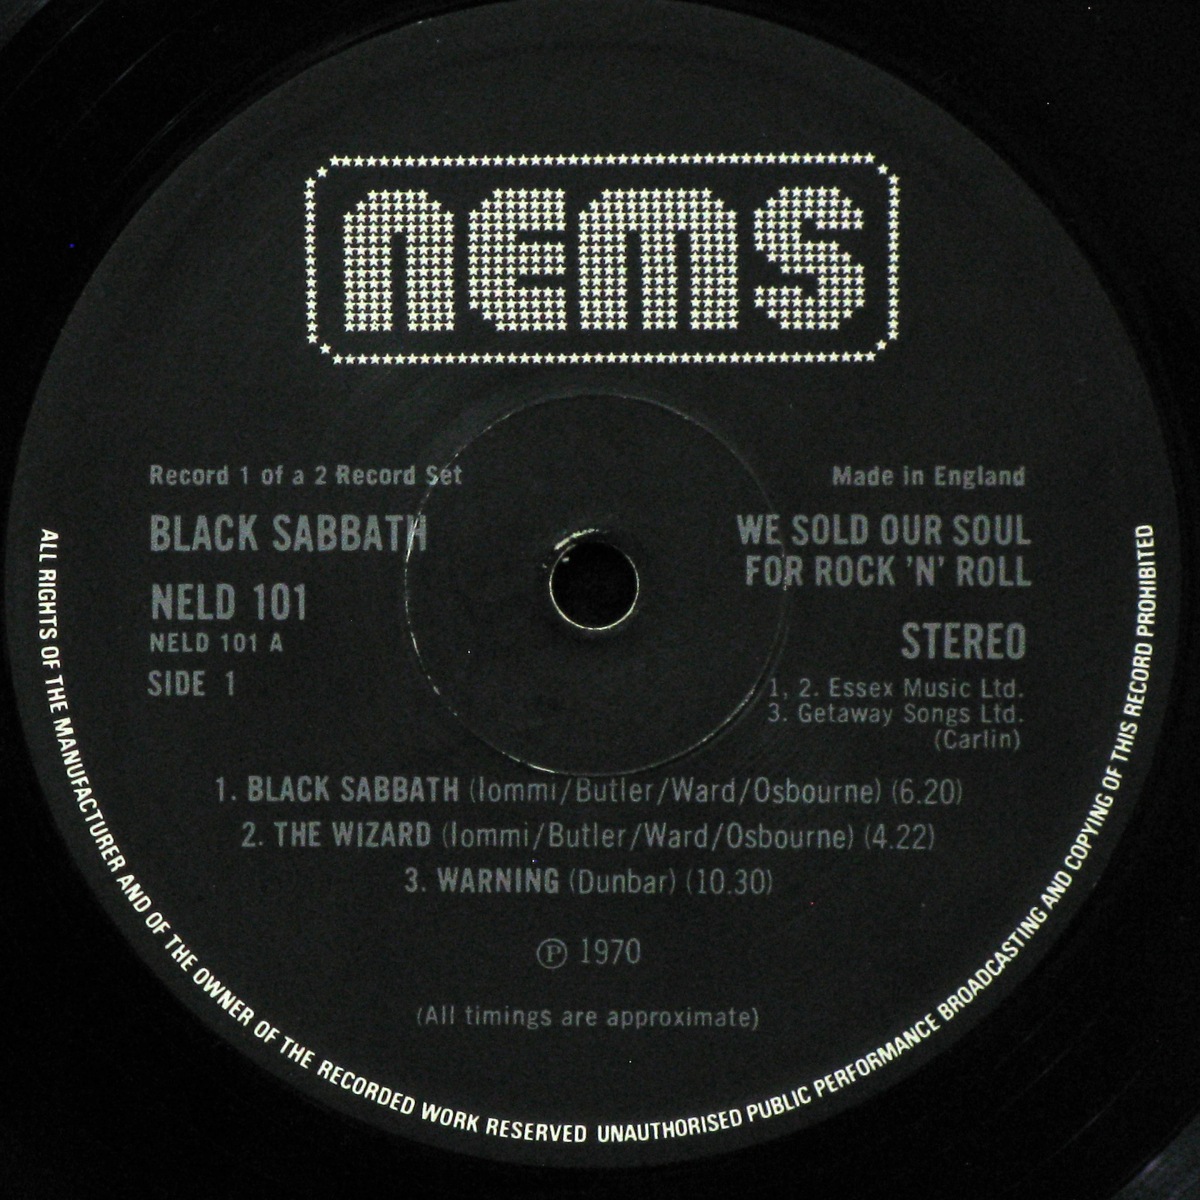 nems
Record 1 of a 2 Record Set
Made in England
BLACK SABBATH
WE SOLD OUR SOUL
FOR ROCK 'N' ROLL
NELD 101
NELD 101 A
STEREO
SIDE 1
1, 2. Essex Music Ltd.
3. Getaway Songs Ltd.
(Carlin)
1. BLACK SABBATH (Iommi/Butler/Ward/Osbourne) (6.20)
2. THE WIZARD (Iommi/Butler/Ward/Osbourne) (4.22)
3. WARNING (Dunbar) (10.30)
℗ 1970
(All timings are approximate)
ALL RIGHTS OF THE MANUFACTURER AND OF THE OWNER OF THE RECORDED WORK RESERVED UNAUTHORISED PUBLIC PERFORMANCE BROADCASTING AND COPYING OF THIS RECORD PROHIBITED